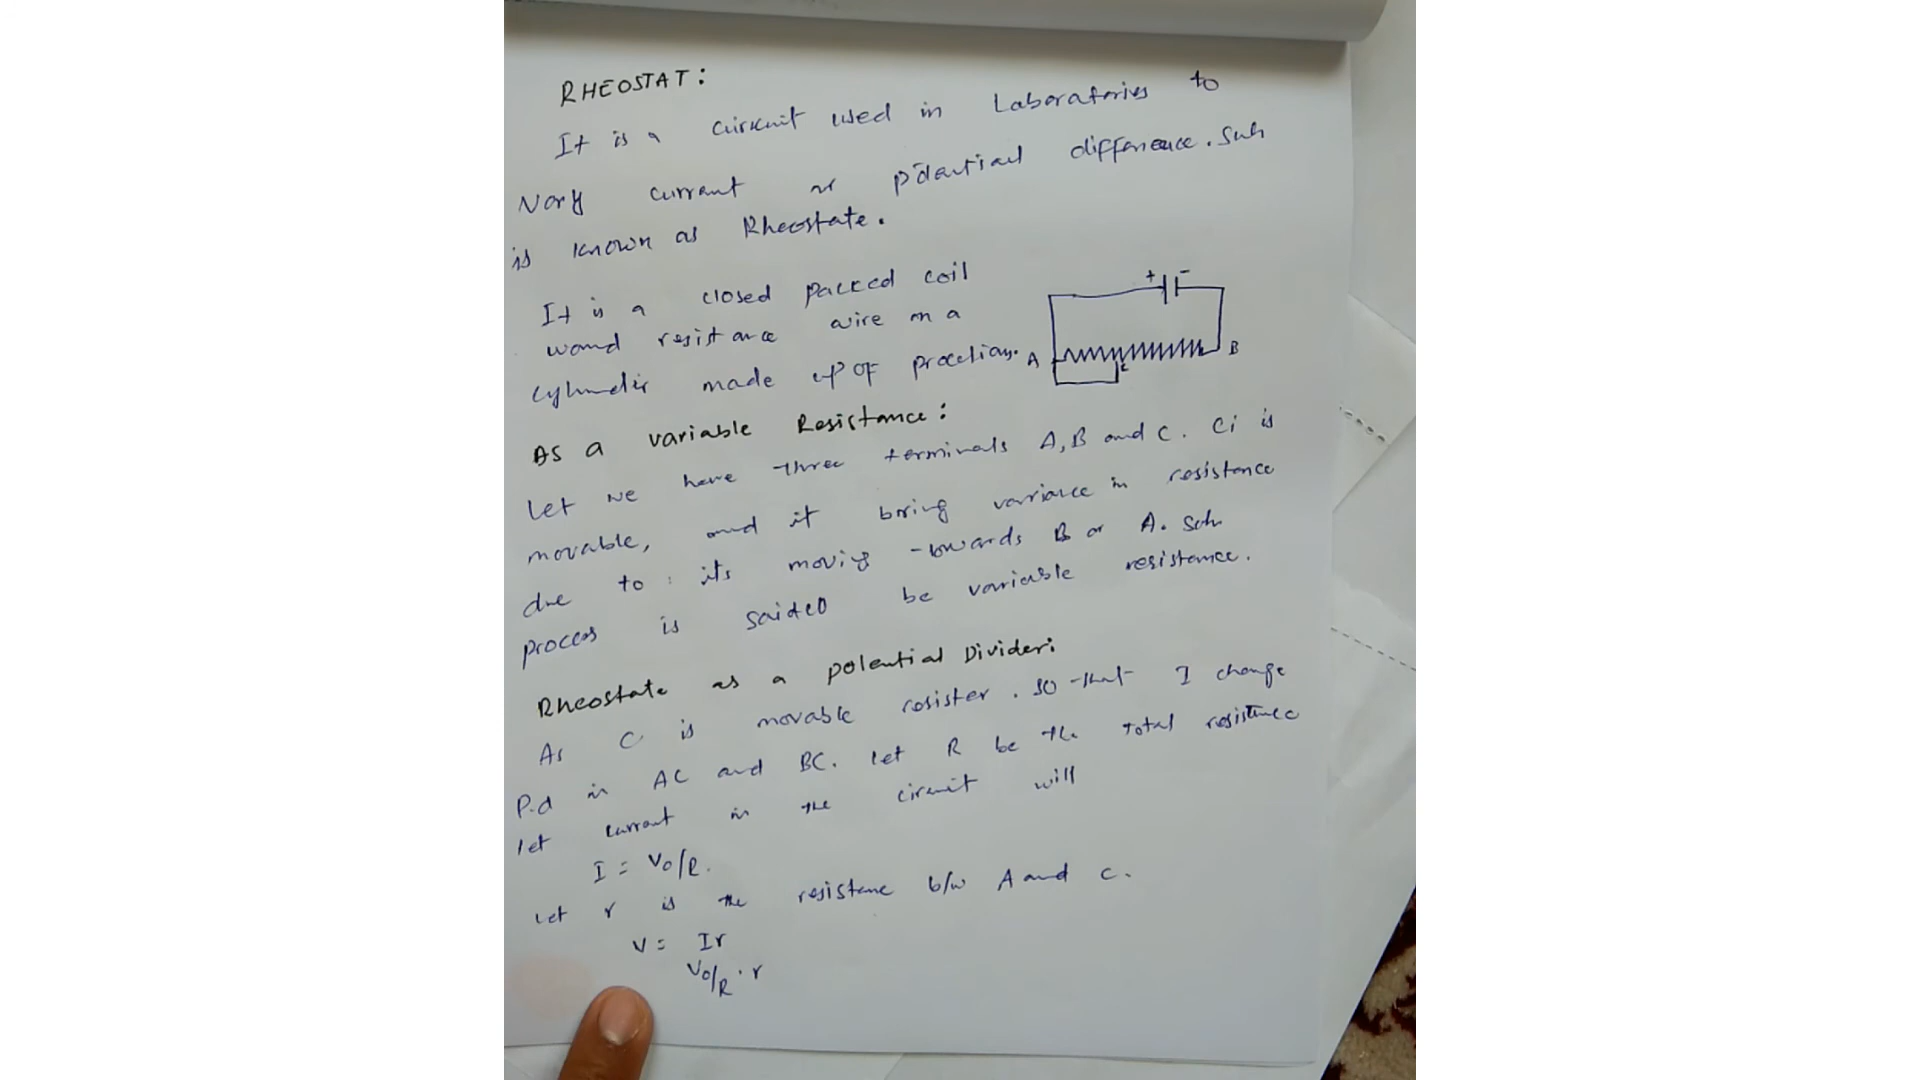 RHEOSTAT:
It is a cirkuit used in Laboratories to
Vary current or potential difference. Such
is known as Rheostate.
It is a closed packed coil
wound resistance wire on a
cylinder made up of
+ -
A B
C
As a variable Resistance:
Let we have three terminals A, B and C. Ci is
movable, and it bring variance in resistance
due to its moving towards B or A. Such
process is saided be variable resistance.
Rheostate as a potential Divider:
As C is movable resister. so that I change
P.d in AC and BC. let R be the total resistance
let current in the circuit will
I = Vo/R.
Let r is the resistane b/w A and C.
V = Ir
Vo/R . r